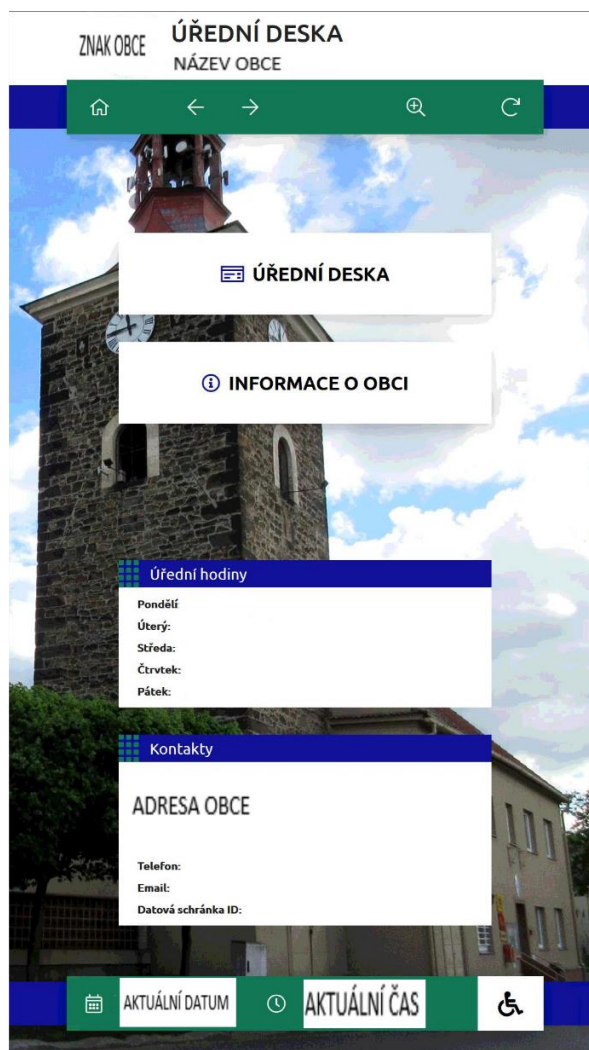 ZNAK OBCE
ÚŘEDNÍ DESKA
NÁZEV OBCE
ÚŘEDNÍ DESKA
INFORMACE O OBCI
Úřední hodiny
Pondělí
Úterý:
Středa:
Čtrvtek:
Pátek:
Kontakty
ADRESA OBCE
Telefon:
Email:
Datová schránka ID:
AKTUÁLNÍ DATUM
AKTUÁLNÍ ČAS